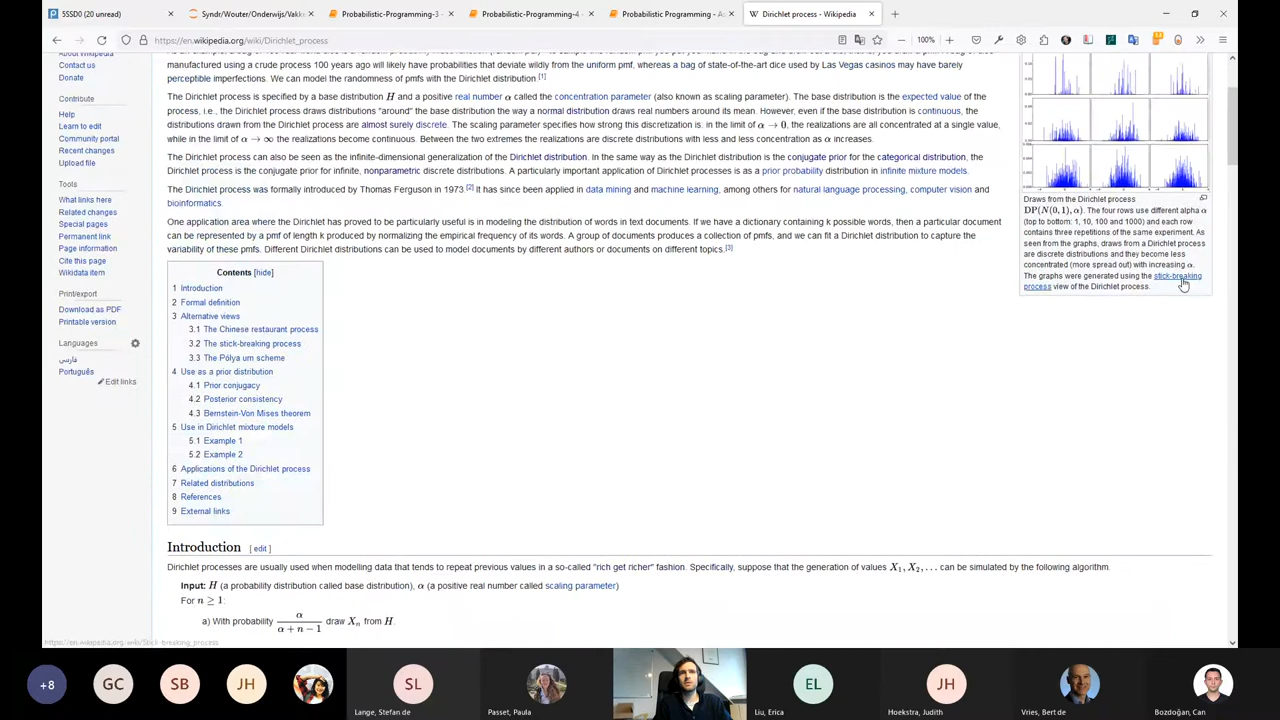 5SSD0 (20 unread)
Syndr/Wouter/Onderwijs/Vakke
Probabilistic-Programming-3 -
Probabilistic-Programming-4 -
Probabilistic Programming - As
Dirichlet process - Wikipedia
https://en.wikipedia.org/wiki/Dirichlet_process
100%
About Wikipedia
Contact us
Donate
Contribute
Help
Learn to edit
Community portal
Recent changes
Upload file
Tools
What links here
Related changes
Special pages
Permanent link
Page information
Cite this page
Wikidata item
Print/export
Download as PDF
Printable version
Languages
فارسی
Português
Edit links
manufactured using a crude process 100 years ago will likely have probabilities that deviate wildly from the uniform pmf, whereas a bag of state-of-the-art dice used by Las Vegas casinos may have barely
perceptible imperfections. We can model the randomness of pmfs with the Dirichlet distribution [1]
The Dirichlet process is specified by a base distribution H and a positive real number α called the concentration parameter (also known as scaling parameter). The base distribution is the expected value of the
process, i.e., the Dirichlet process draws distributions "around" the base distribution the way a normal distribution draws real numbers around its mean. However, even if the base distribution is continuous, the
distributions drawn from the Dirichlet process are almost surely discrete. The scaling parameter specifies how strong this discretization is: in the limit of α → 0, the realizations are all concentrated at a single value,
while in the limit of α → ∞ the realizations become continuous. Between the two extremes the realizations are discrete distributions with less and less concentration as α increases.
The Dirichlet process can also be seen as the infinite-dimensional generalization of the Dirichlet distribution. In the same way as the Dirichlet distribution is the conjugate prior for the categorical distribution, the
Dirichlet process is the conjugate prior for infinite, nonparametric discrete distributions. A particularly important application of Dirichlet processes is as a prior probability distribution in infinite mixture models.
The Dirichlet process was formally introduced by Thomas Ferguson in 1973 [2] It has since been applied in data mining and machine learning, among others for natural language processing, computer vision and
bioinformatics.
One application area where the Dirichlet has proved to be particularly useful is in modeling the distribution of words in text documents. If we have a dictionary containing k possible words, then a particular document
can be represented by a pmf of length k produced by normalizing the empirical frequency of its words. A group of documents produces a collection of pmfs, and we can fit a Dirichlet distribution to capture the
variability of these pmfs. Different Dirichlet distributions can be used to model documents by different authors or documents on different topics.[3]
Draws from the Dirichlet process
DP(N(0,1), α). The four rows use different alpha α
(top to bottom: 1, 10, 100 and 1000) and each row
contains three repetitions of the same experiment. As
seen from the graphs, draws from a Dirichlet process
are discrete distributions and they become less
concentrated (more spread out) with increasing α.
The graphs were generated using the stick-breaking
process view of the Dirichlet process.
Contents [hide]
1 Introduction
2 Formal definition
3 Alternative views
3.1 The Chinese restaurant process
3.2 The stick-breaking process
3.3 The Pólya urn scheme
4 Use as a prior distribution
4.1 Prior conjugacy
4.2 Posterior consistency
4.3 Bernstein-Von Mises theorem
5 Use in Dirichlet mixture models
5.1 Example 1
5.2 Example 2
6 Applications of the Dirichlet process
7 Related distributions
8 References
9 External links
Introduction [ edit ]
Dirichlet processes are usually used when modelling data that tends to repeat previous values in a so-called "rich get richer" fashion. Specifically, suppose that the generation of values X₁, X₂, … can be simulated by the following algorithm.
Input: H (a probability distribution called base distribution), α (a positive real number called scaling parameter)
For n ≥ 1:
a) With probability α / (α + n − 1) draw Xₙ from H.
https://en.wikipedia.org/wiki/Stick-breaking_process
+8
GC
SB
JH
SL
EL
JH
Lange, Stefan de
Passet, Paula
Liu, Erica
Hoekstra, Judith
Vries, Bert de
Bozdoğan, Can